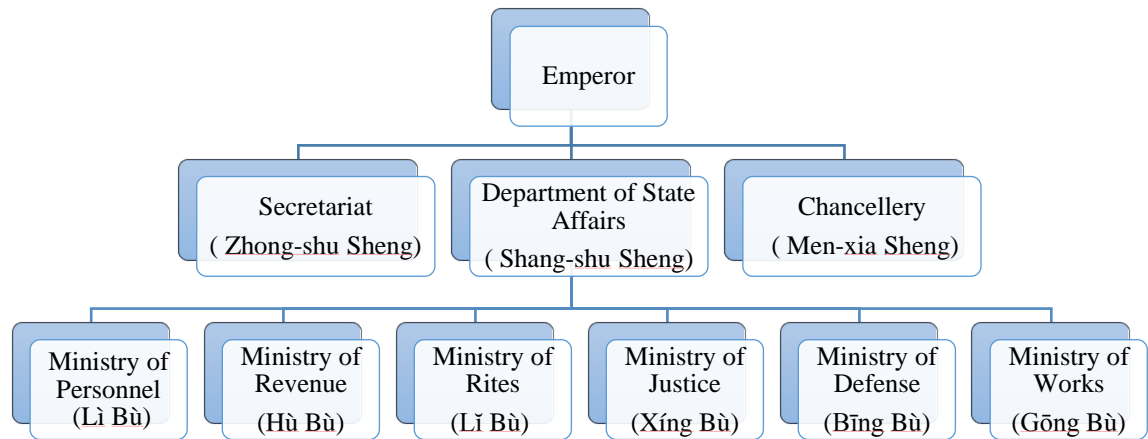 Emperor
Secretariat
( Zhong-shu Sheng)
Department of State
Affairs
( Shang-shu Sheng)
Chancellery
( Men-xia Sheng)
Ministry of
Personnel
(Lì Bù)
Ministry of
Revenue
(Hù Bù)
Ministry of
Rites
(Lĭ Bù)
Ministry of
Justice
(Xíng Bù)
Ministry of
Defense
(Bīng Bù)
Ministry of
Works
(Gōng Bù)